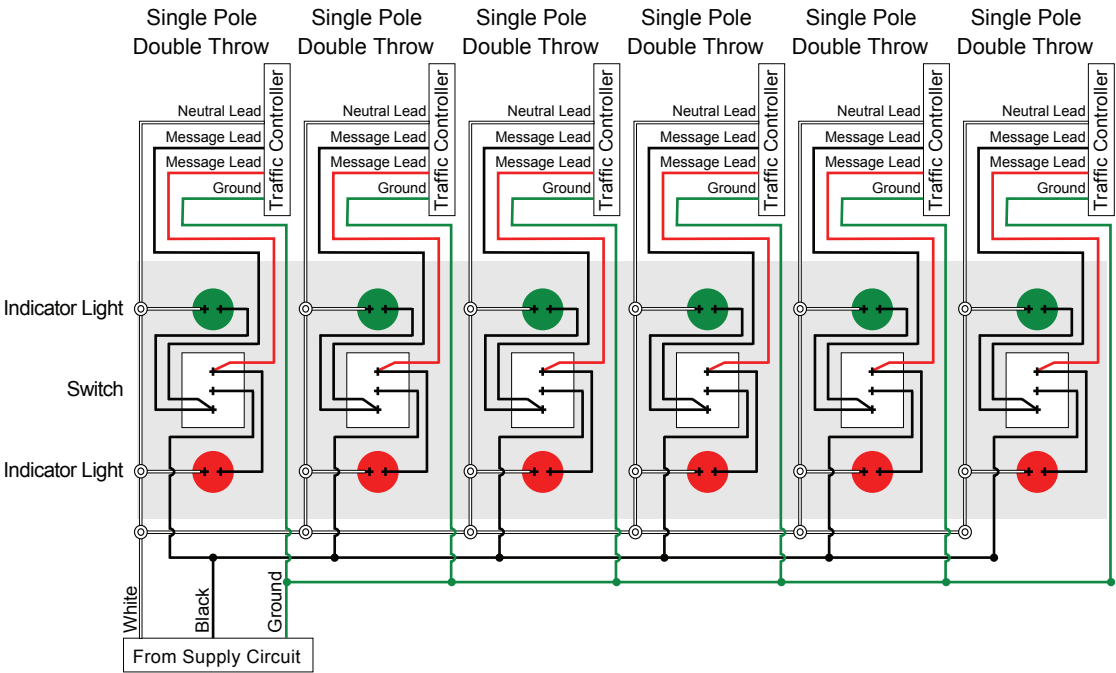 Single Pole
Double Throw
Single Pole
Double Throw
Single Pole
Double Throw
Single Pole
Double Throw
Single Pole
Double Throw
Single Pole
Double Throw
Neutral Lead
Message Lead
Message Lead
Ground
Traffic Controller
Neutral Lead
Message Lead
Message Lead
Ground
Traffic Controller
Neutral Lead
Message Lead
Message Lead
Ground
Traffic Controller
Neutral Lead
Message Lead
Message Lead
Ground
Traffic Controller
Neutral Lead
Message Lead
Message Lead
Ground
Traffic Controller
Neutral Lead
Message Lead
Message Lead
Ground
Traffic Controller
Indicator Light
Switch
Indicator Light
White
Black
Ground
From Supply Circuit